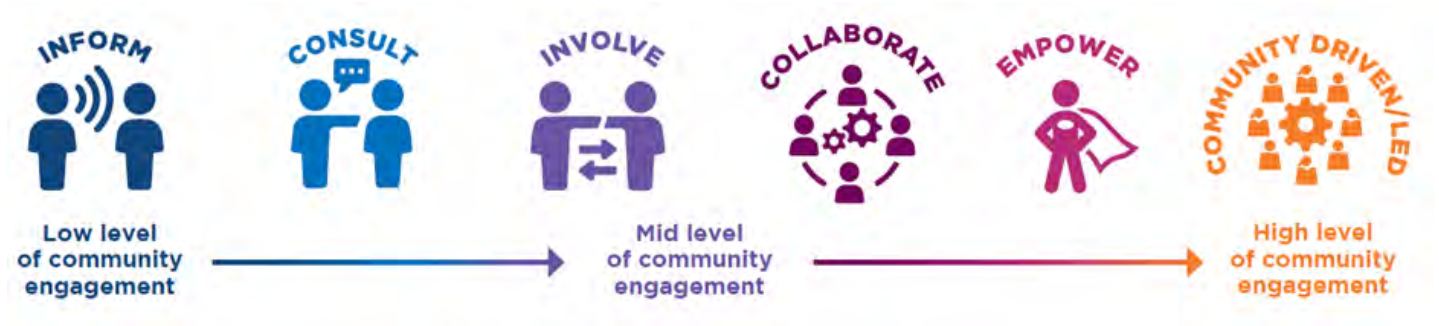 INFORM
CONSULT
INVOLVE
COLLABORATE
EMPOWER
COMMUNITY DRIVEN/LED
Low level
of community
engagement
Mid level
of community
engagement
High level
of community
engagement